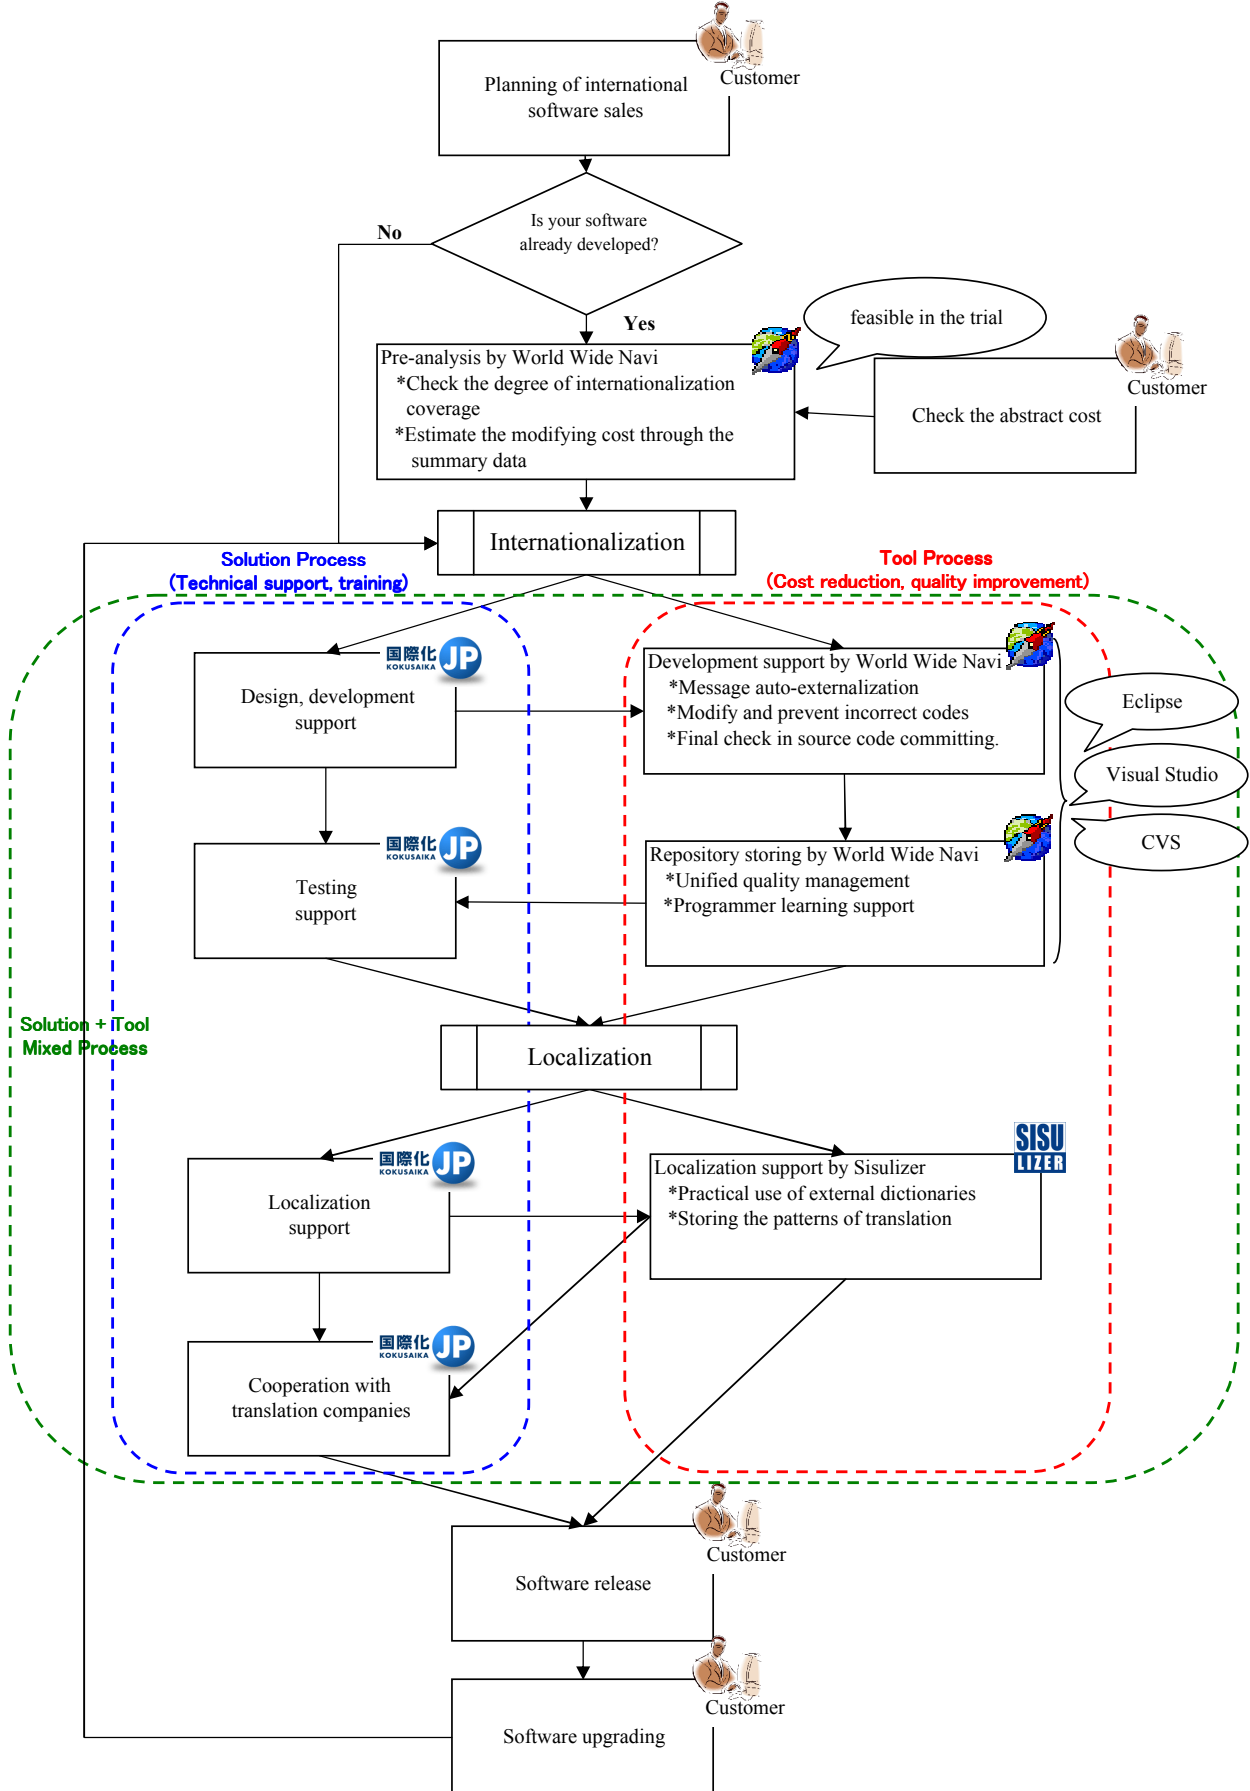 Customer
Planning of international
software sales
Is your software
already developed?
No
Yes
feasible in the trial
Pre-analysis by World Wide Navi
*Check the degree of internationalization
coverage
*Estimate the modifying cost through the
summary data
Customer
Check the abstract cost
Internationalization
Solution Process
(Technical support, training)
Tool Process
(Cost reduction, quality improvement)
国際化
KOKUSAIKA
JP
Design, development
support
Development support by World Wide Navi
*Message auto-externalization
*Modify and prevent incorrect codes
*Final check in source code committing.
Eclipse
Visual Studio
CVS
国際化
KOKUSAIKA
JP
Testing
support
Repository storing by World Wide Navi
*Unified quality management
*Programmer learning support
Solution + Tool
Mixed Process
Localization
国際化
KOKUSAIKA
JP
Localization
support
SISU
LIZER
Localization support by Sisulizer
*Practical use of external dictionaries
*Storing the patterns of translation
国際化
KOKUSAIKA
JP
Cooperation with
translation companies
Customer
Software release
Customer
Software upgrading